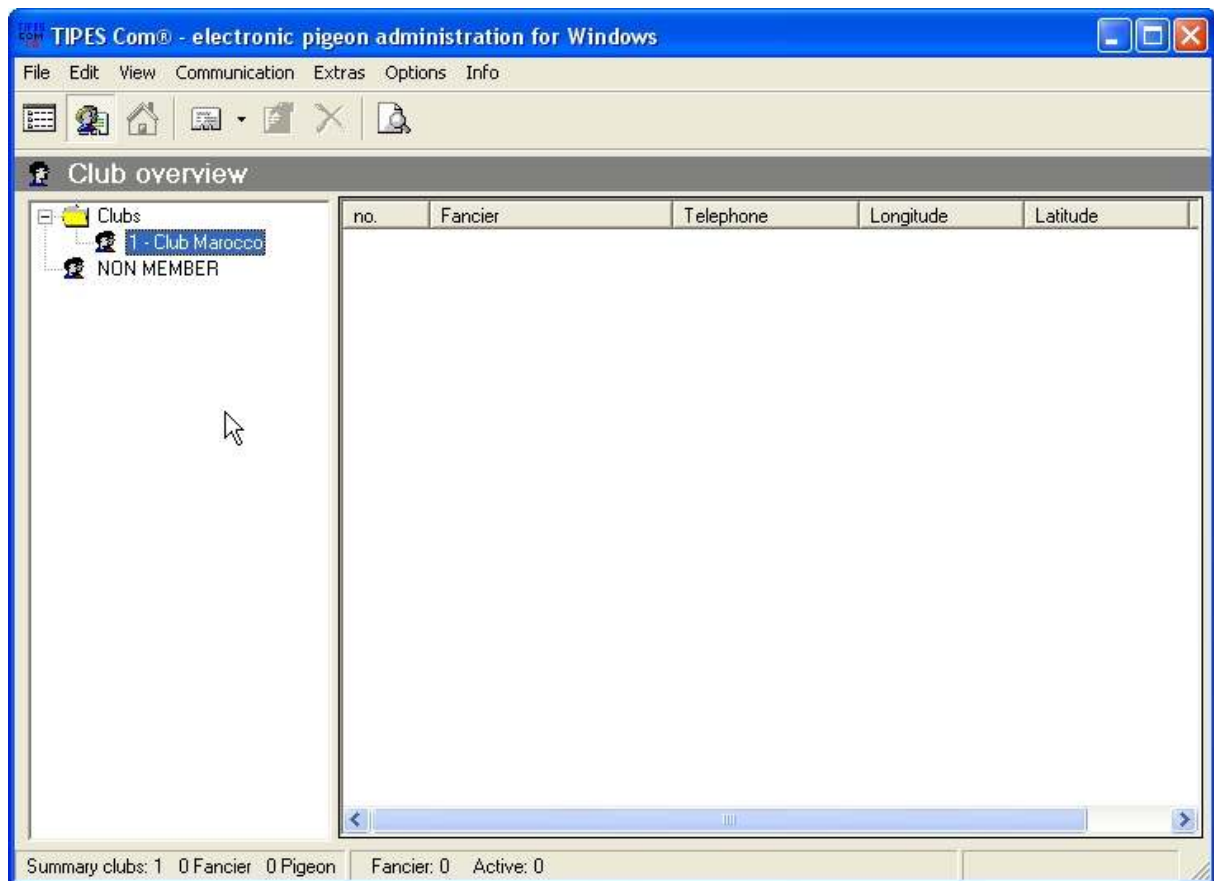 TIPES Com® - electronic pigeon administration for Windows
File Edit View Communication Extras Options Info
Club overview
Clubs
1 - Club Marocco
NON MEMBER
no. Fancier Telephone Longitude Latitude
Summary clubs: 1 0 Fancier 0 Pigeon Fancier: 0 Active: 0